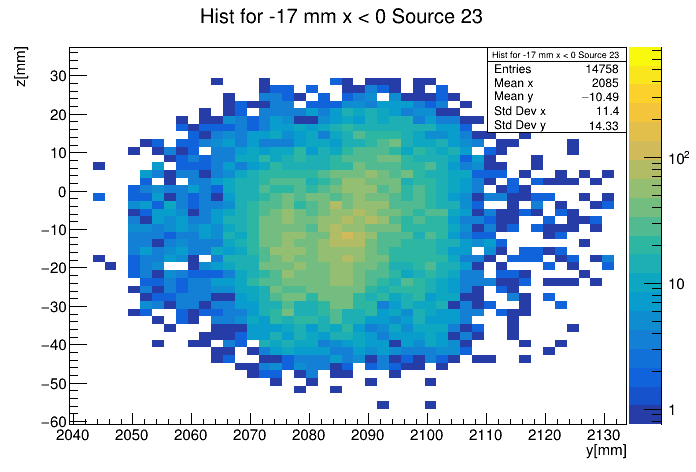 Hist for -17 mm x < 0 Source 23
z[mm]
Hist for -17 mm x < 0 Source 23
Entries 14758
Mean x 2085
Mean y −10.49
Std Dev x 11.4
Std Dev y 14.33
30
20
10
0
−10
−20
−30
−40
−50
−60
10²
10
1
2040 2050 2060 2070 2080 2090 2100 2110 2120 2130
y[mm]